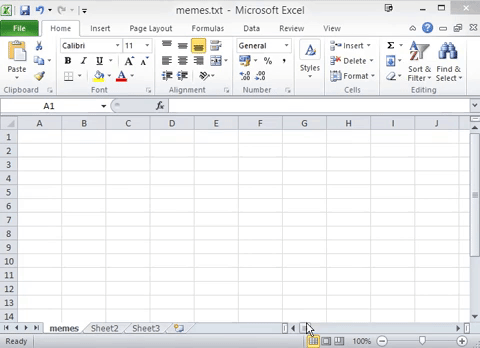 memes.txt - Microsoft Excel
File Home Insert Page Layout Formulas Data Review View
Calibri 11 General Insert Σ
Paste B I U A A Styles Delete Sort & Filter Find & Select
$ % , Format
Clipboard Font Alignment Number Cells Editing
A1 fx
A B C D E F G H I J
1
2
3
4
5
6
7
8
9
10
11
12
13
14
memes Sheet2 Sheet3
Ready 100%